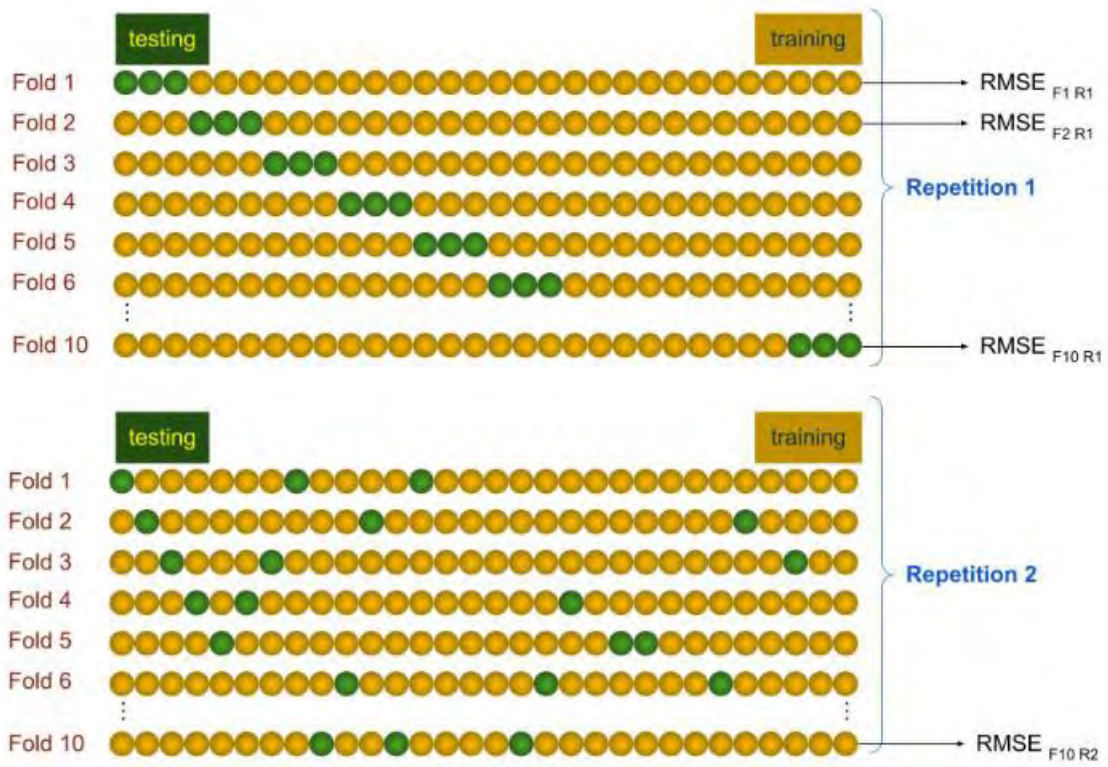 testing training
Fold 1 RMSE F1 R1
Fold 2 RMSE F2 R1
Fold 3
Fold 4 Repetition 1
Fold 5
Fold 6
Fold 10 RMSE F10 R1
testing training
Fold 1
Fold 2
Fold 3 Repetition 2
Fold 4
Fold 5
Fold 6
Fold 10 RMSE F10 R2